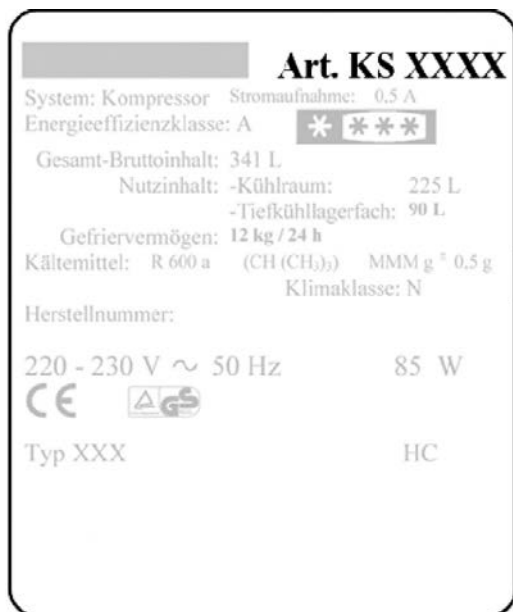 Art. KS XXXX
System: Kompressor Stromaufnahme: 0,5 A
Energieeffizienzklasse: A
Gesamt-Bruttoinhalt: 341 L
Nutzinhalt: -Kühlraum: 225 L
-Tiefkühllagerfach: 90 L
Gefriervermögen: 12 kg / 24 h
Kältemittel: R 600 a (CH (CH₃)₃) MMM g ± 0,5 g
Klimaklasse: N
Herstellnummer:
220 - 230 V ~ 50 Hz 85 W
CE GS
Typ XXX HC